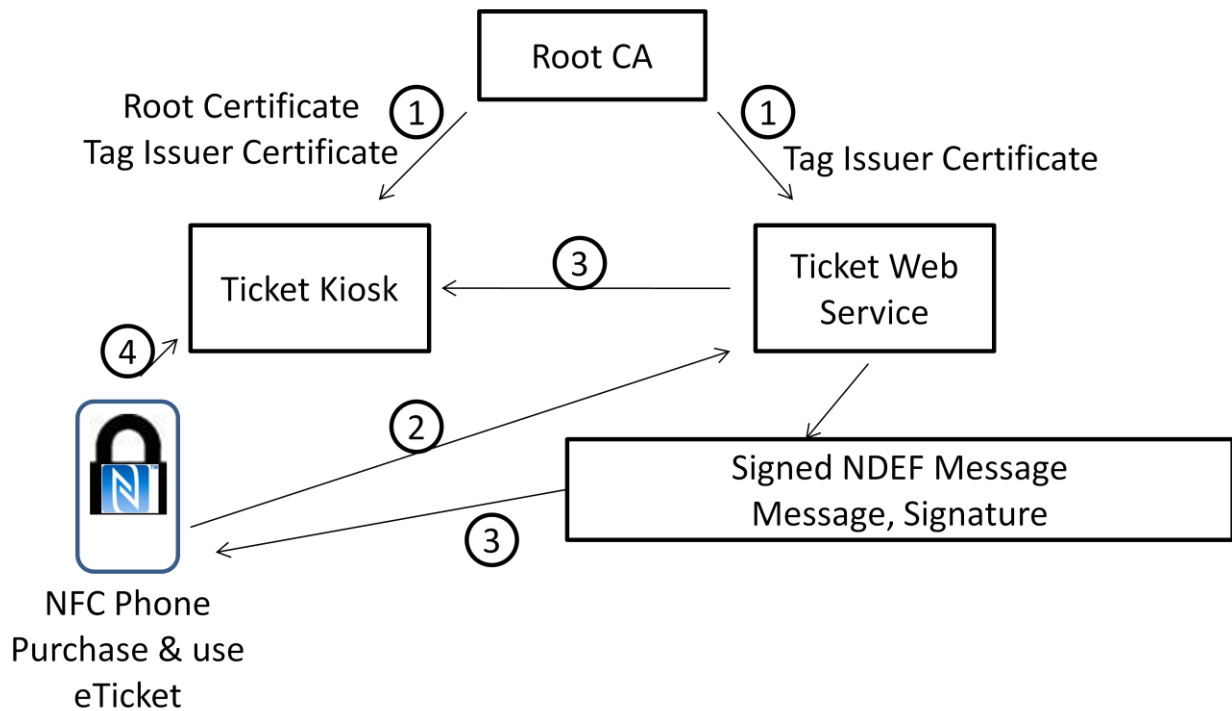 Root CA
Root Certificate
Tag Issuer Certificate
1
1
Tag Issuer Certificate
Ticket Kiosk
3
Ticket Web
Service
4
2
Signed NDEF Message
Message, Signature
3
N
TM
NFC Phone
Purchase & use
eTicket